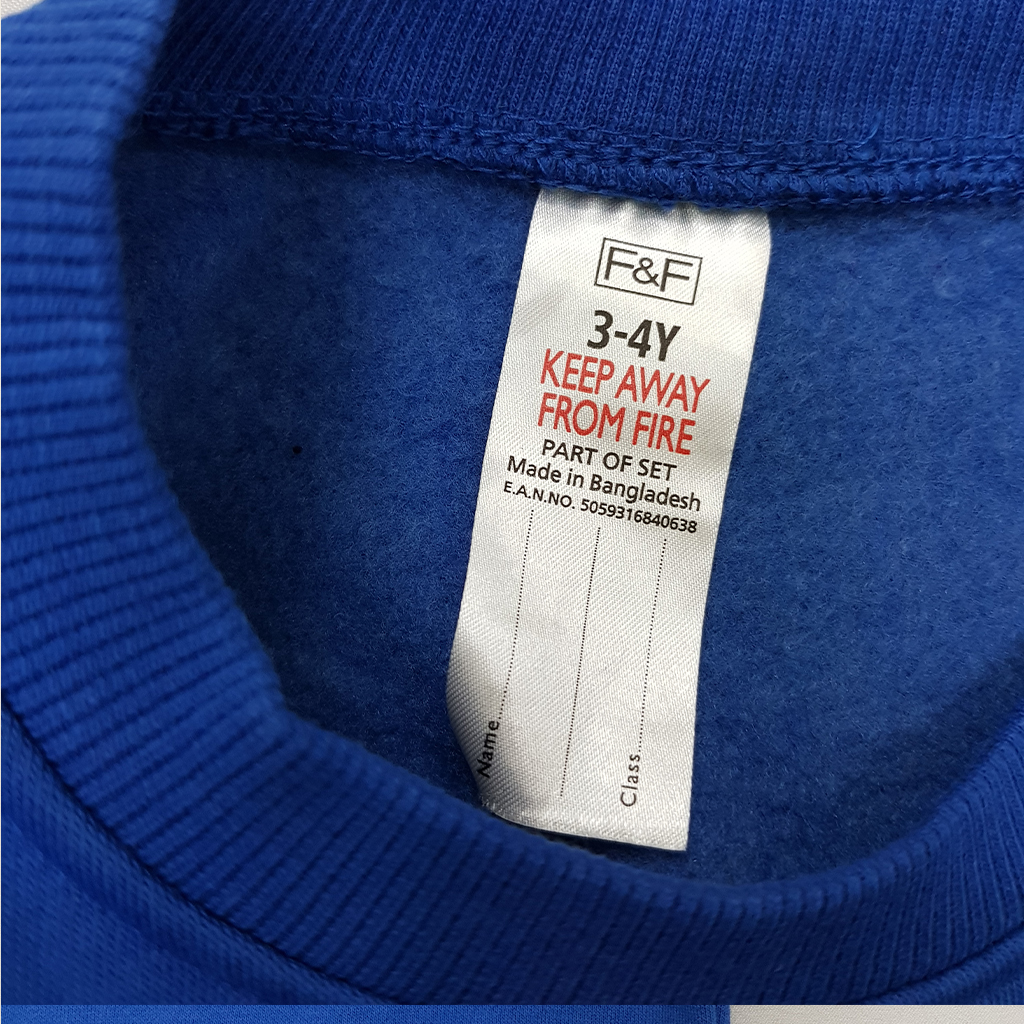 F&F
3-4Y
KEEP AWAY
FROM FIRE
PART OF SET
Made in Bangladesh
E.A.N.NO. 5059316840638
Name
Class